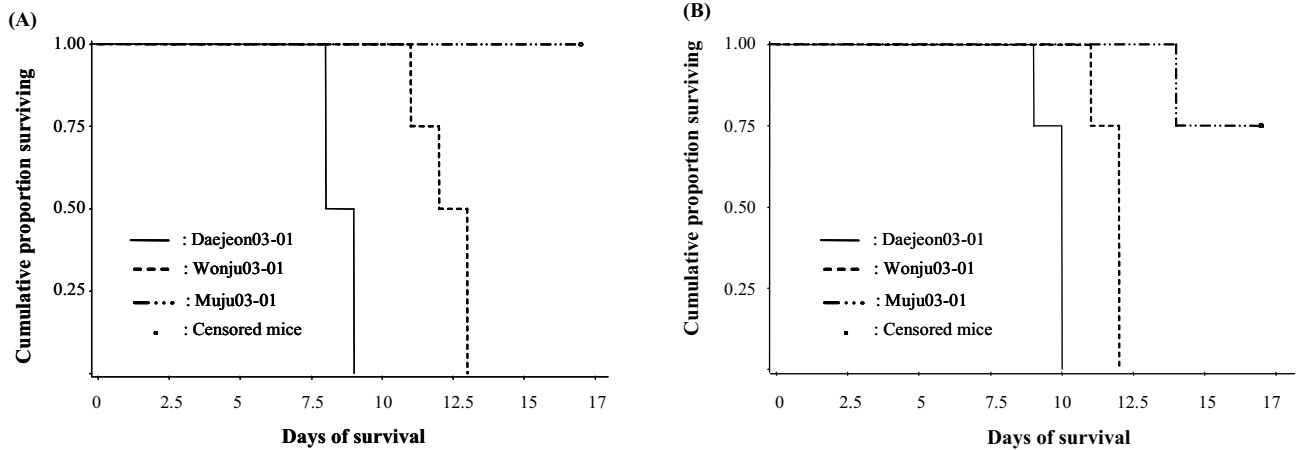 (A)
Cumulative proportion surviving
1.00
0.75
0.50
0.25
: Daejeon03-01
: Wonju03-01
: Muju03-01
: Censored mice
0 2.5 5 7.5 10 12.5 15 17
Days of survival
(B)
Cumulative proportion surviving
1.00
0.75
0.50
0.25
: Daejeon03-01
: Wonju03-01
: Muju03-01
: Censored mice
0 2.5 5 7.5 10 12.5 15 17
Days of survival